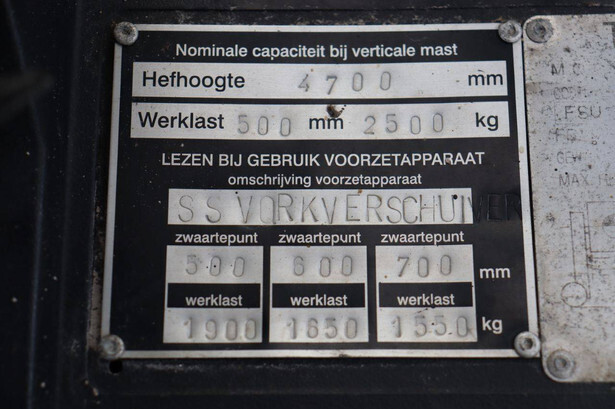 Nominale capaciteit bij verticale mast
Hefhoogte 4700 mm
Werklast 500 mm 2500 kg
LEZEN BIJ GEBRUIK VOORZETAPPARAAT
omschrijving voorzetapparaat
SS VORKVERSCHUIVER
zwaartepunt zwaartepunt zwaartepunt
500 600 700 mm
werklast werklast werklast
1900 1650 1550 kg